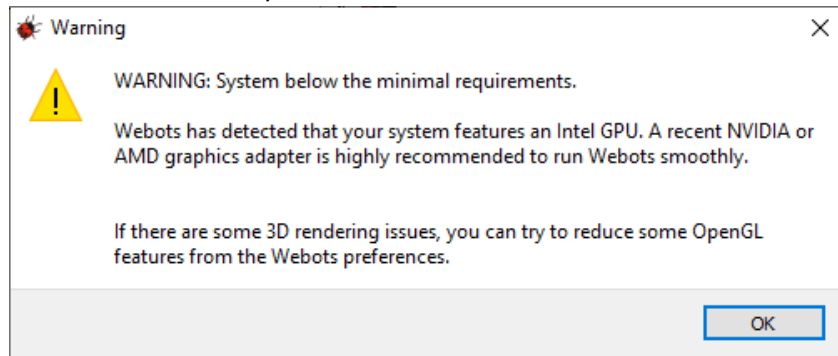 Warning
WARNING: System below the minimal requirements.
Webots has detected that your system features an Intel GPU. A recent NVIDIA or
AMD graphics adapter is highly recommended to run Webots smoothly.
If there are some 3D rendering issues, you can try to reduce some OpenGL
features from the Webots preferences.
OK